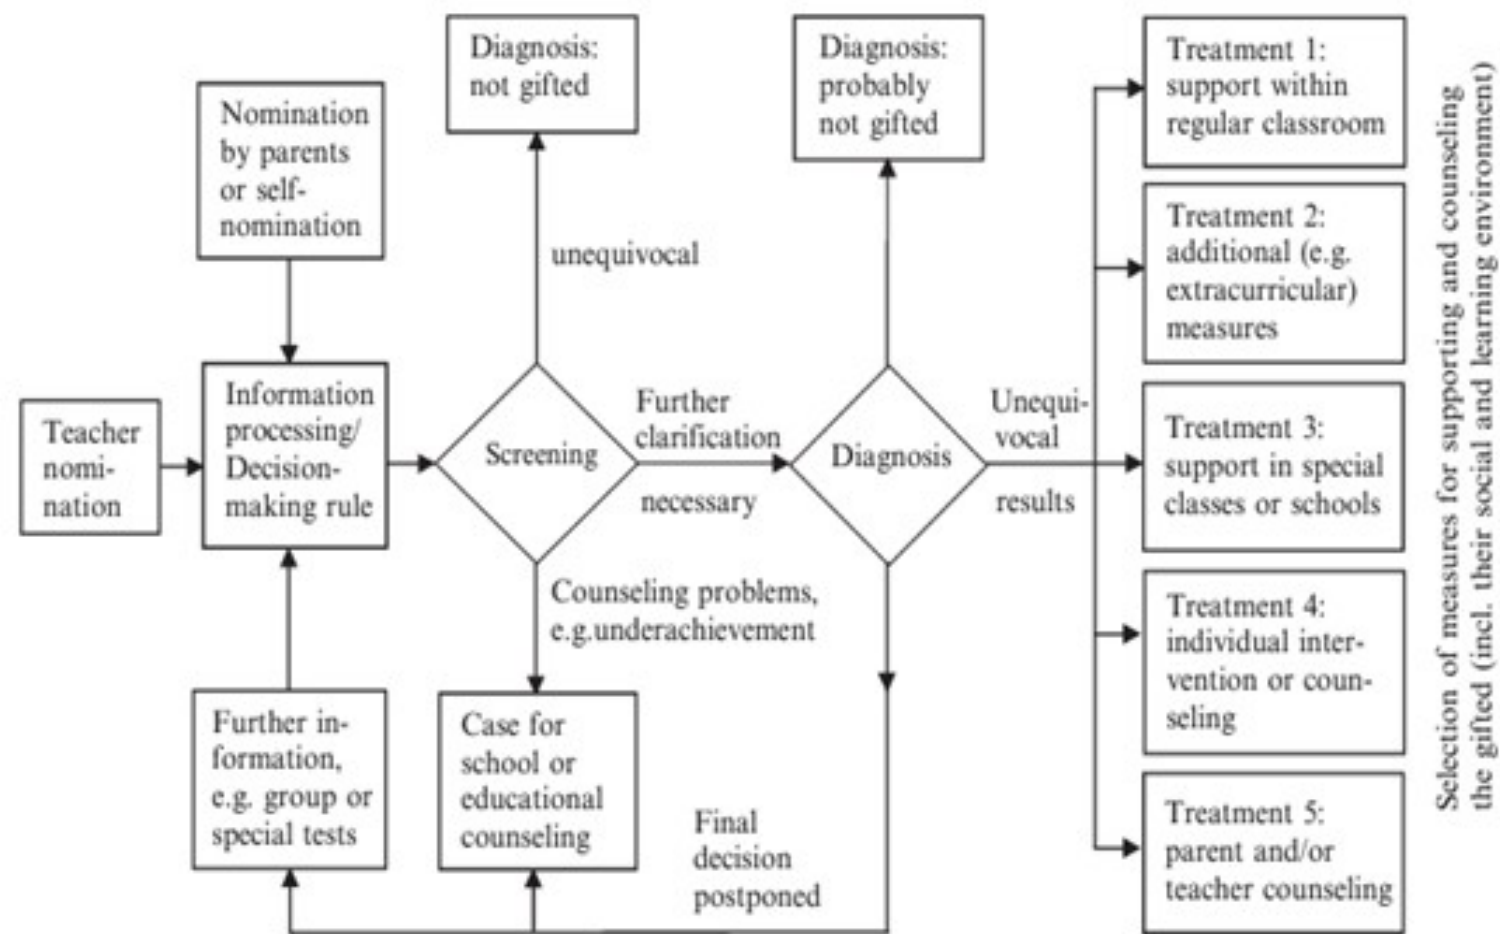 Diagnosis:
not gifted
Diagnosis:
probably
not gifted
Nomination
by parents
or self-
nomination
unequivocal
Teacher
nomi-
nation
Information
processing/
Decision-
making rule
Screening
Further
clarification
necessary
Diagnosis
Unequi-
vocal
results
Counseling problems,
e.g.underachievement
Further in-
formation,
e.g. group or
special tests
Case for
school or
educational
counseling
Final
decision
postponed
Treatment 1:
support within
regular classroom
Treatment 2:
additional (e.g.
extracurricular)
measures
Treatment 3:
support in special
classes or schools
Treatment 4:
individual inter-
vention or coun-
seling
Treatment 5:
parent and/or
teacher counseling
Selection of measures for supporting and counseling
the gifted (incl. their social and learning environment)